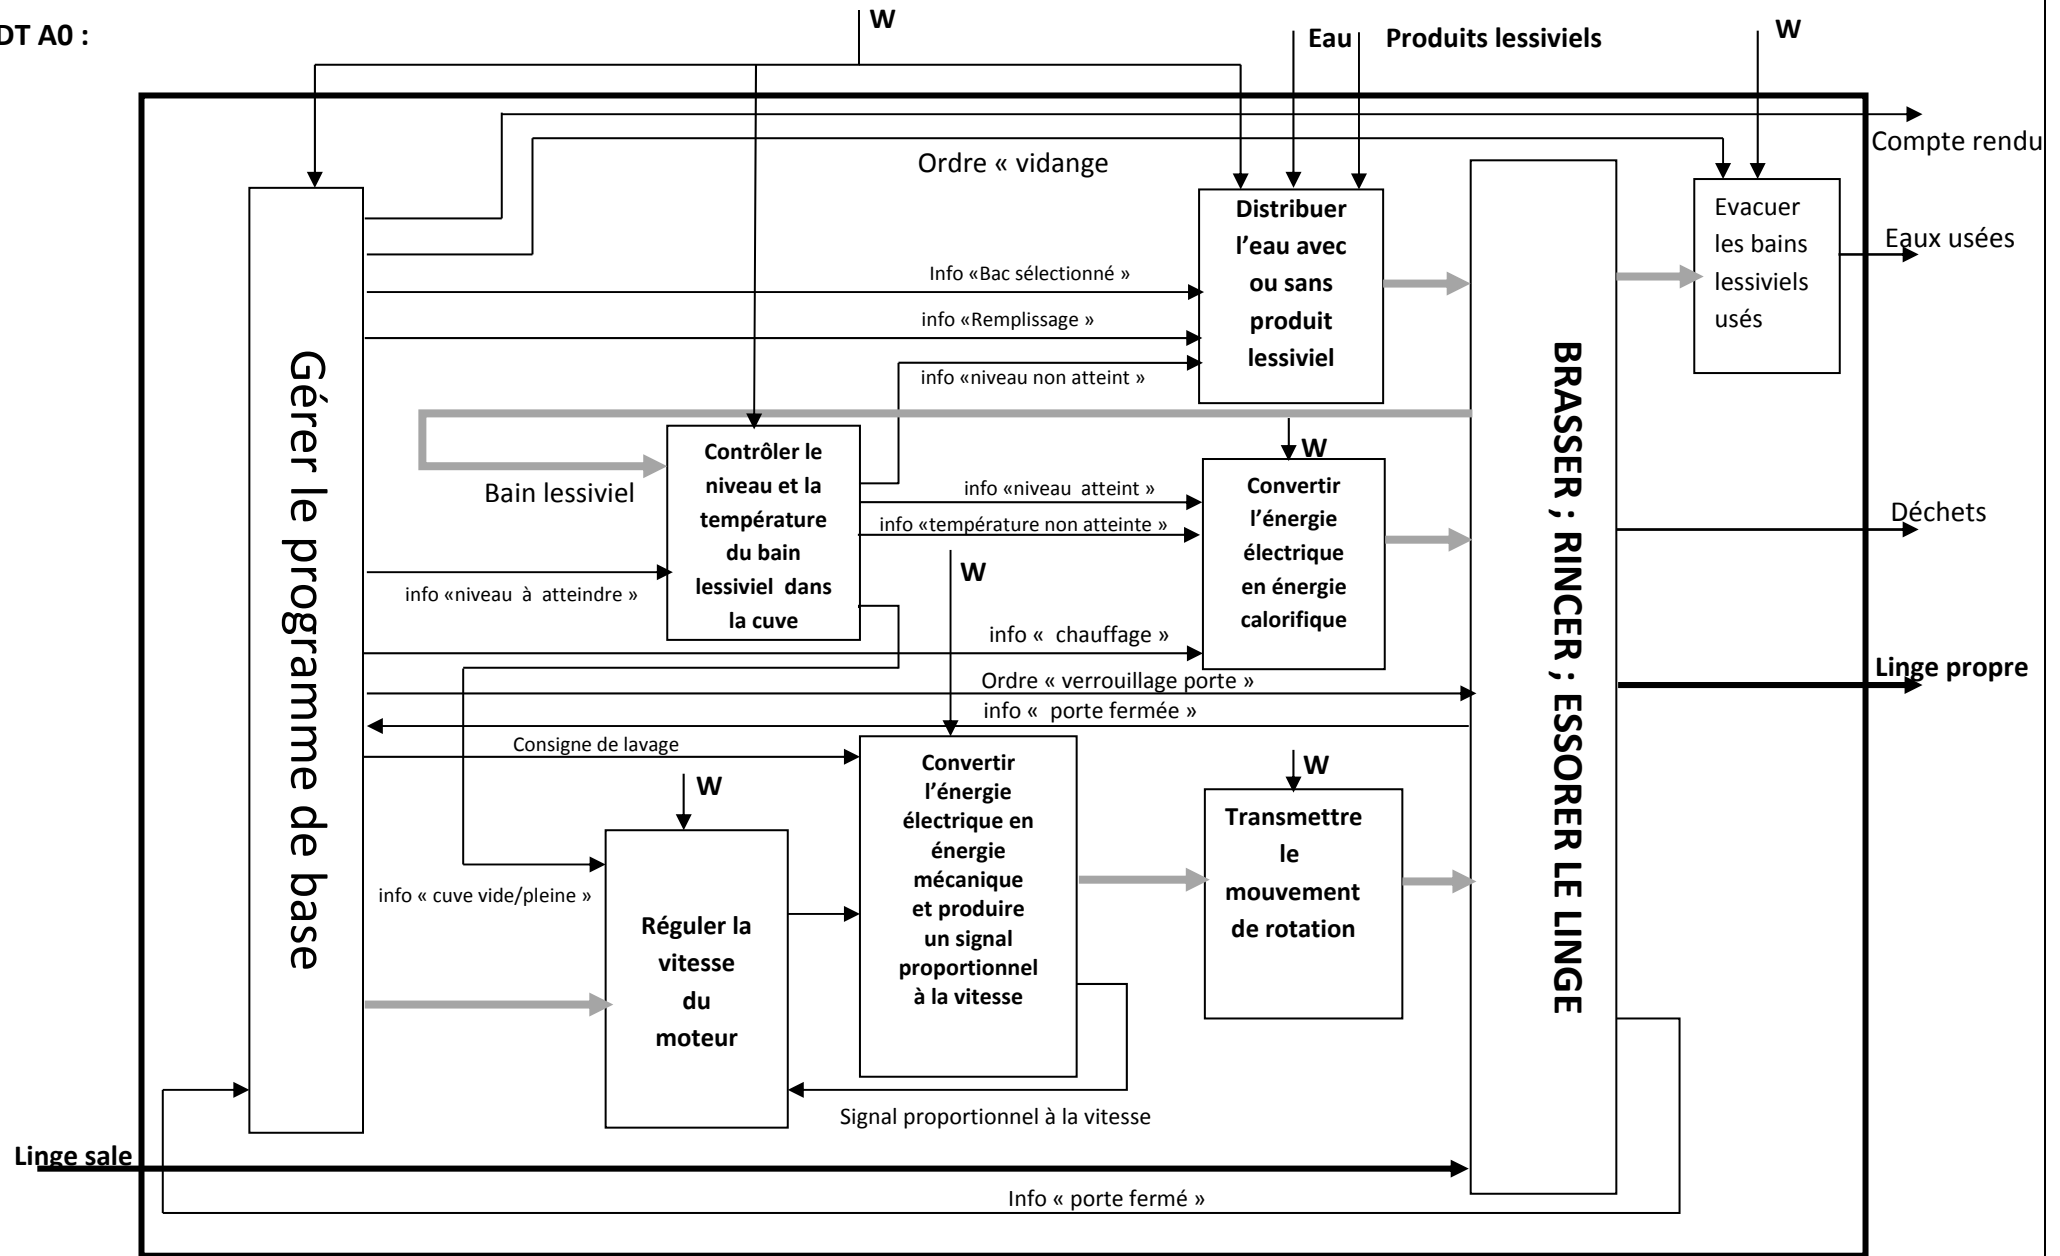 DT A0 :
W
Eau
Produits lessiviels
W
Compte rendu
Ordre « vidange
Distribuer
l’eau avec
ou sans
produit
lessiviel
Evacuer
les bains
lessiviels
usés
Eaux usées
Info «Bac sélectionné »
info «Remplissage »
info «niveau non atteint »
Gérer le programme de base
BRASSER ; RINCER ; ESSORER LE LINGE
Bain lessiviel
Contrôler le
niveau et la
température
du bain
lessiviel dans
la cuve
W
info «niveau atteint »
info «température non atteinte »
Convertir
l’énergie
électrique
en énergie
calorifique
Déchets
W
info «niveau à atteindre »
info « chauffage »
Ordre « verrouillage porte »
info « porte fermée »
Linge propre
Consigne de lavage
W
Convertir
l’énergie
électrique en
énergie
mécanique
et produire
un signal
proportionnel
à la vitesse
W
Transmettre
le
mouvement
de rotation
info « cuve vide/pleine »
Réguler la
vitesse
du
moteur
Signal proportionnel à la vitesse
Linge sale
Info « porte fermé »